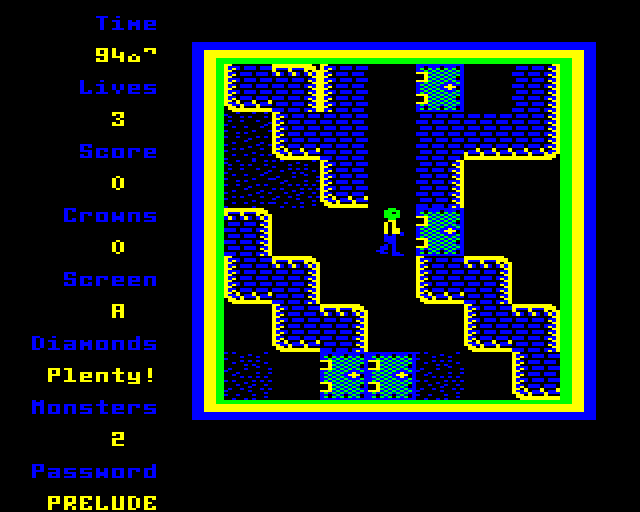 Time
Lives
3
Score
0
Crowns
0
Screen
A
Diamonds
Plenty!
Monsters
2
Password
PRELUDE